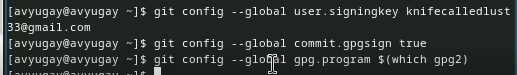 [avyugay@avyugay ~]$ git config --global user.signingkey knifecalledlust
33@gmail.com
[avyugay@avyugay ~]$ git config --global commit.gpgsign true
[avyugay@avyugay ~]$ git config --global gpg.program $(which gpg2)
[avyugay@avyugay ~]$